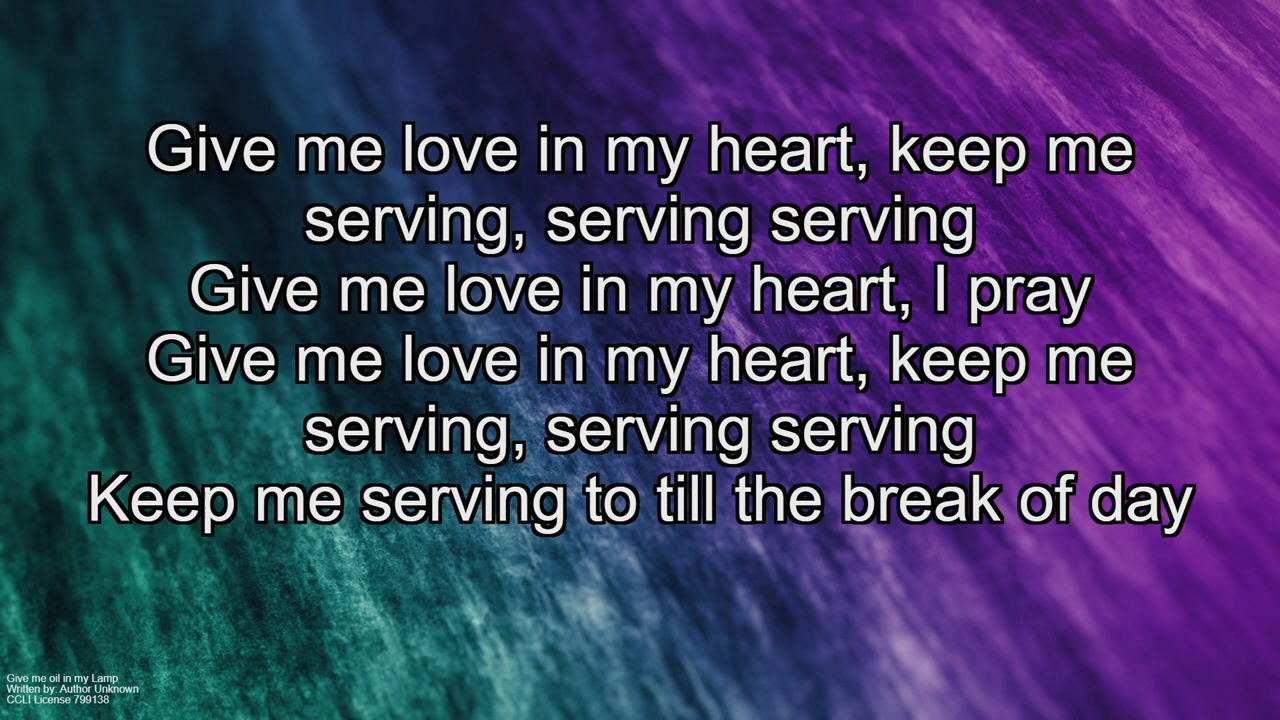 Give me love in my heart, keep me
serving, serving serving
Give me love in my heart, I pray
Give me love in my heart, keep me
serving, serving serving
Keep me serving to till the break of day
Give me oil in my Lamp
Written by: Author Unknown
CCLI License 799138